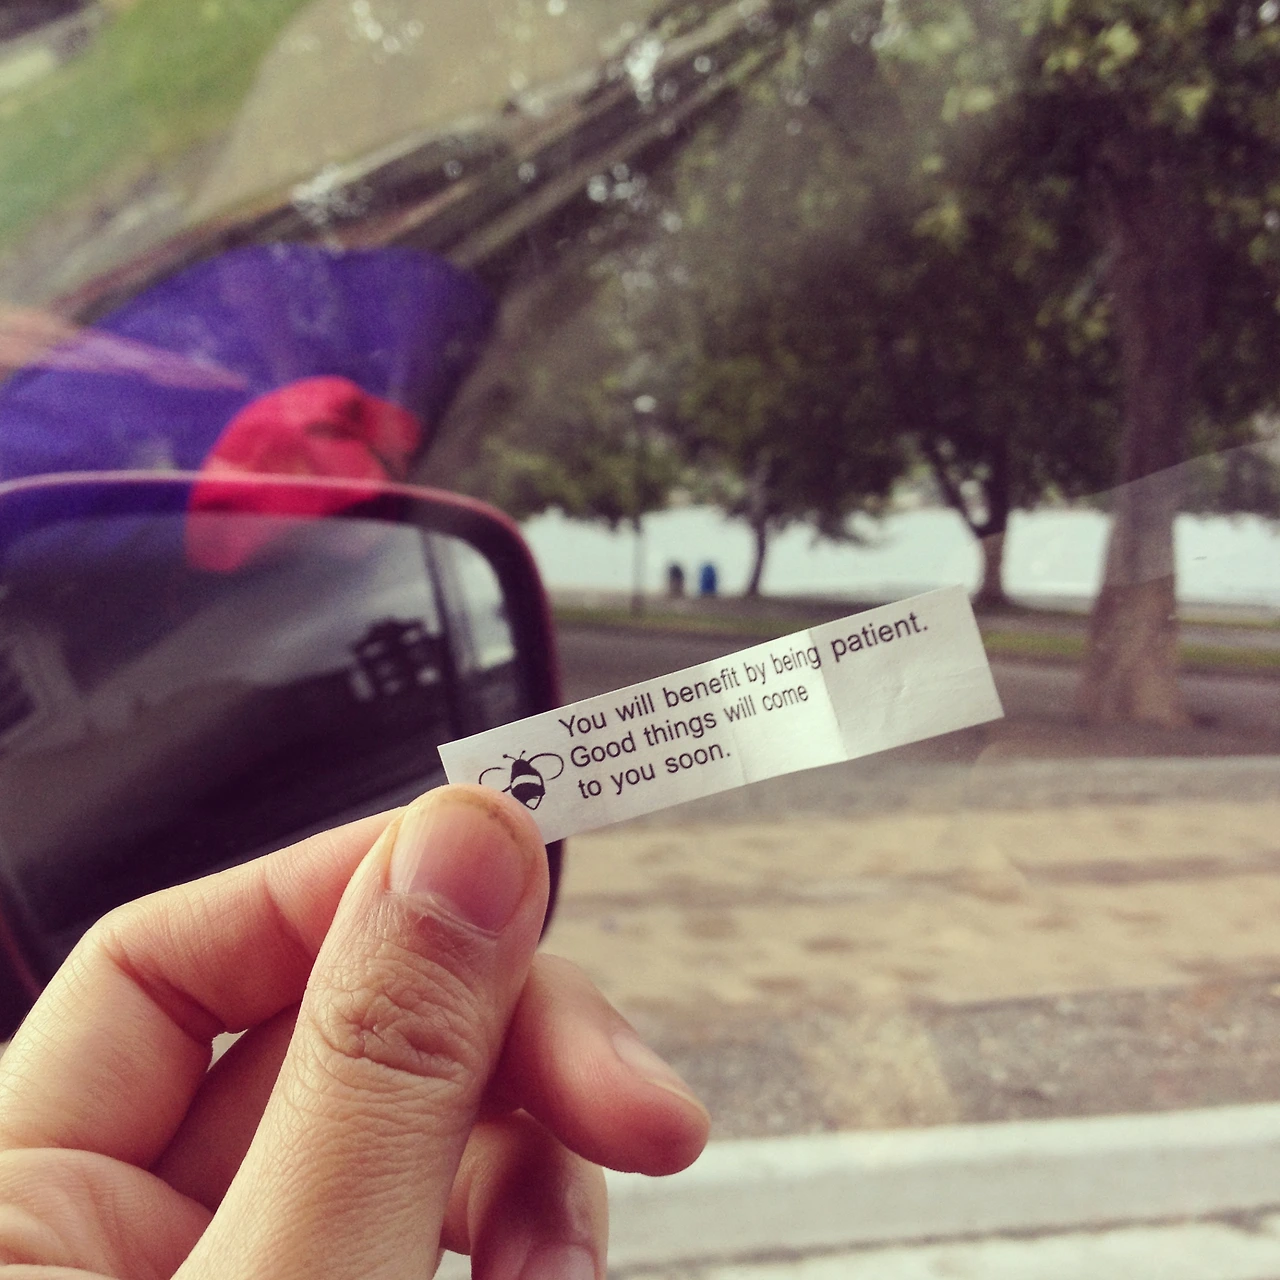 You will benefit by being patient.
Good things will come
to you soon.